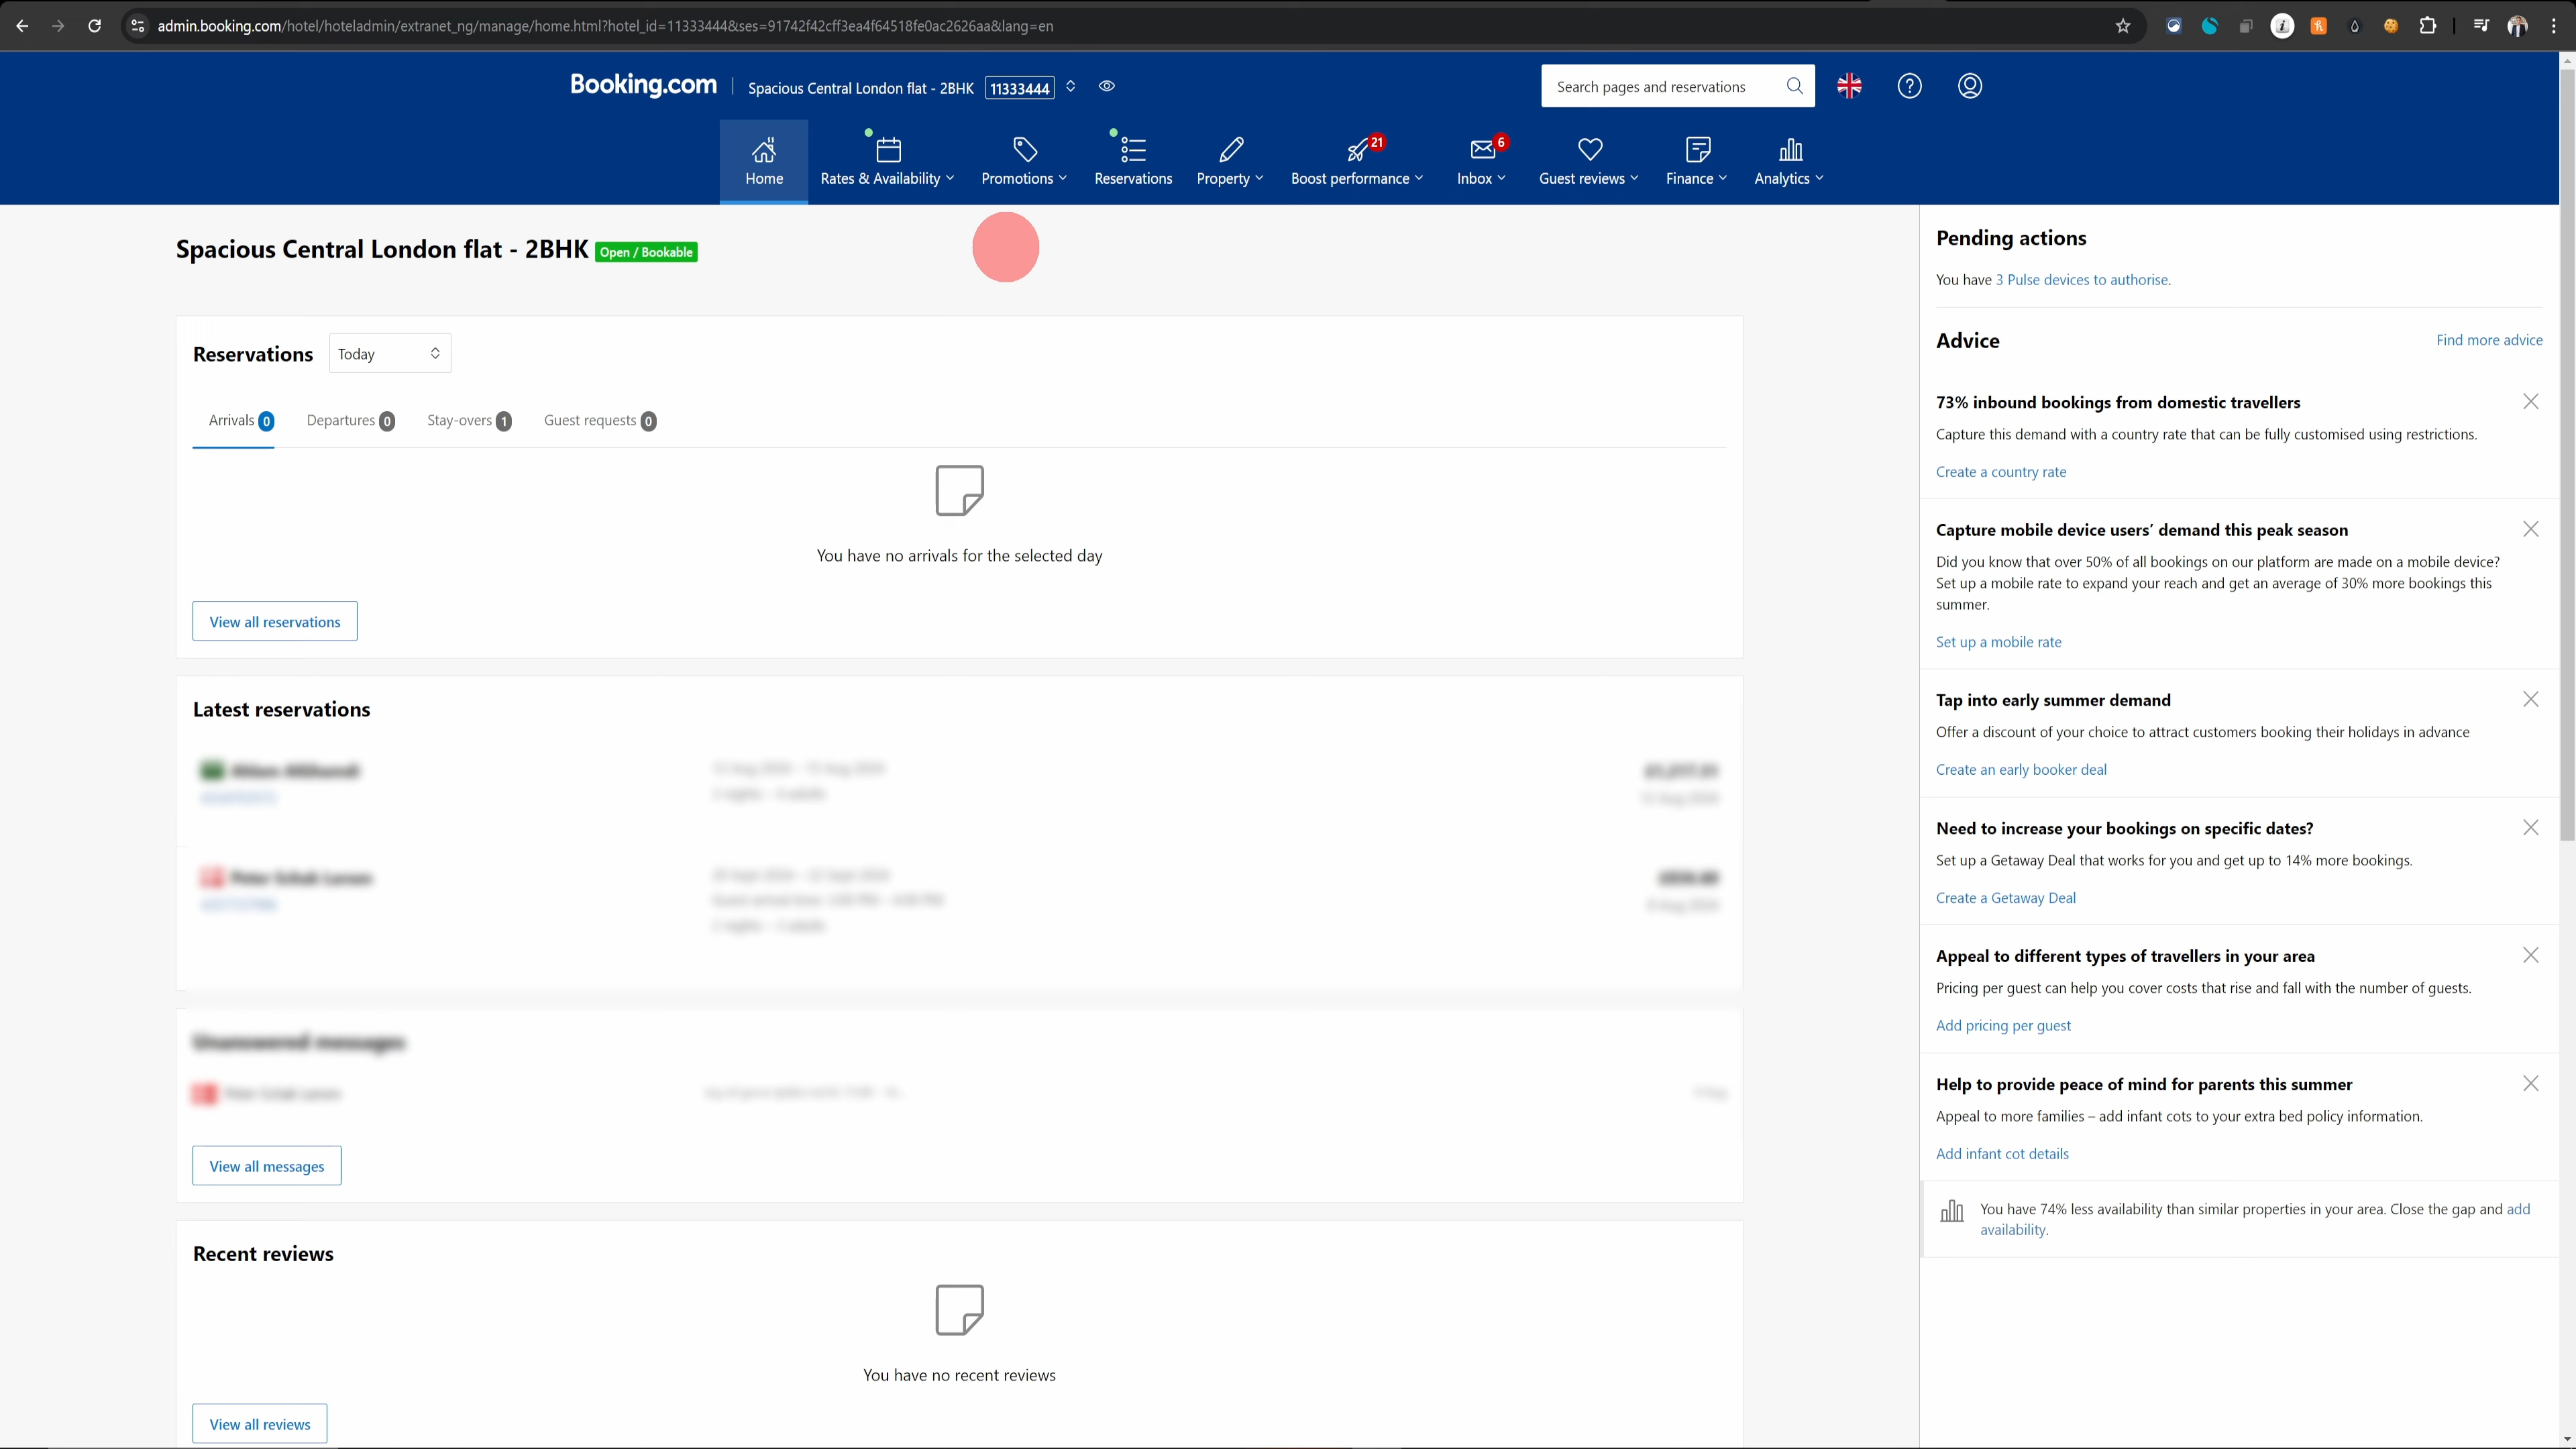 admin.booking.com/hotel/hoteladmin/extranet_ng/manage/home.html?hotel_id=11333444&ses=91742f42cff3ea4f64518fe0ac2626aa&lang=en
Booking.com
Spacious Central London flat - 2BHK 11333444
Search pages and reservations
Home
Rates & Availability
Promotions
Reservations
Property
Boost performance 21
Inbox 6
Guest reviews
Finance
Analytics
Spacious Central London flat - 2BHK Open / Bookable
Reservations Today
Arrivals 0 Departures 0 Stay-overs 1 Guest requests 0
You have no arrivals for the selected day
View all reservations
Latest reservations
Unanswered messages
View all messages
Recent reviews
You have no recent reviews
View all reviews
Pending actions
You have 3 Pulse devices to authorise.
Advice Find more advice
73% inbound bookings from domestic travellers
Capture this demand with a country rate that can be fully customised using restrictions.
Create a country rate
Capture mobile device users’ demand this peak season
Did you know that over 50% of all bookings on our platform are made on a mobile device?
Set up a mobile rate to expand your reach and get an average of 30% more bookings this
summer.
Set up a mobile rate
Tap into early summer demand
Offer a discount of your choice to attract customers booking their holidays in advance
Create an early booker deal
Need to increase your bookings on specific dates?
Set up a Getaway Deal that works for you and get up to 14% more bookings.
Create a Getaway Deal
Appeal to different types of travellers in your area
Pricing per guest can help you cover costs that rise and fall with the number of guests.
Add pricing per guest
Help to provide peace of mind for parents this summer
Appeal to more families – add infant cots to your extra bed policy information.
Add infant cot details
You have 74% less availability than similar properties in your area. Close the gap and add
availability.